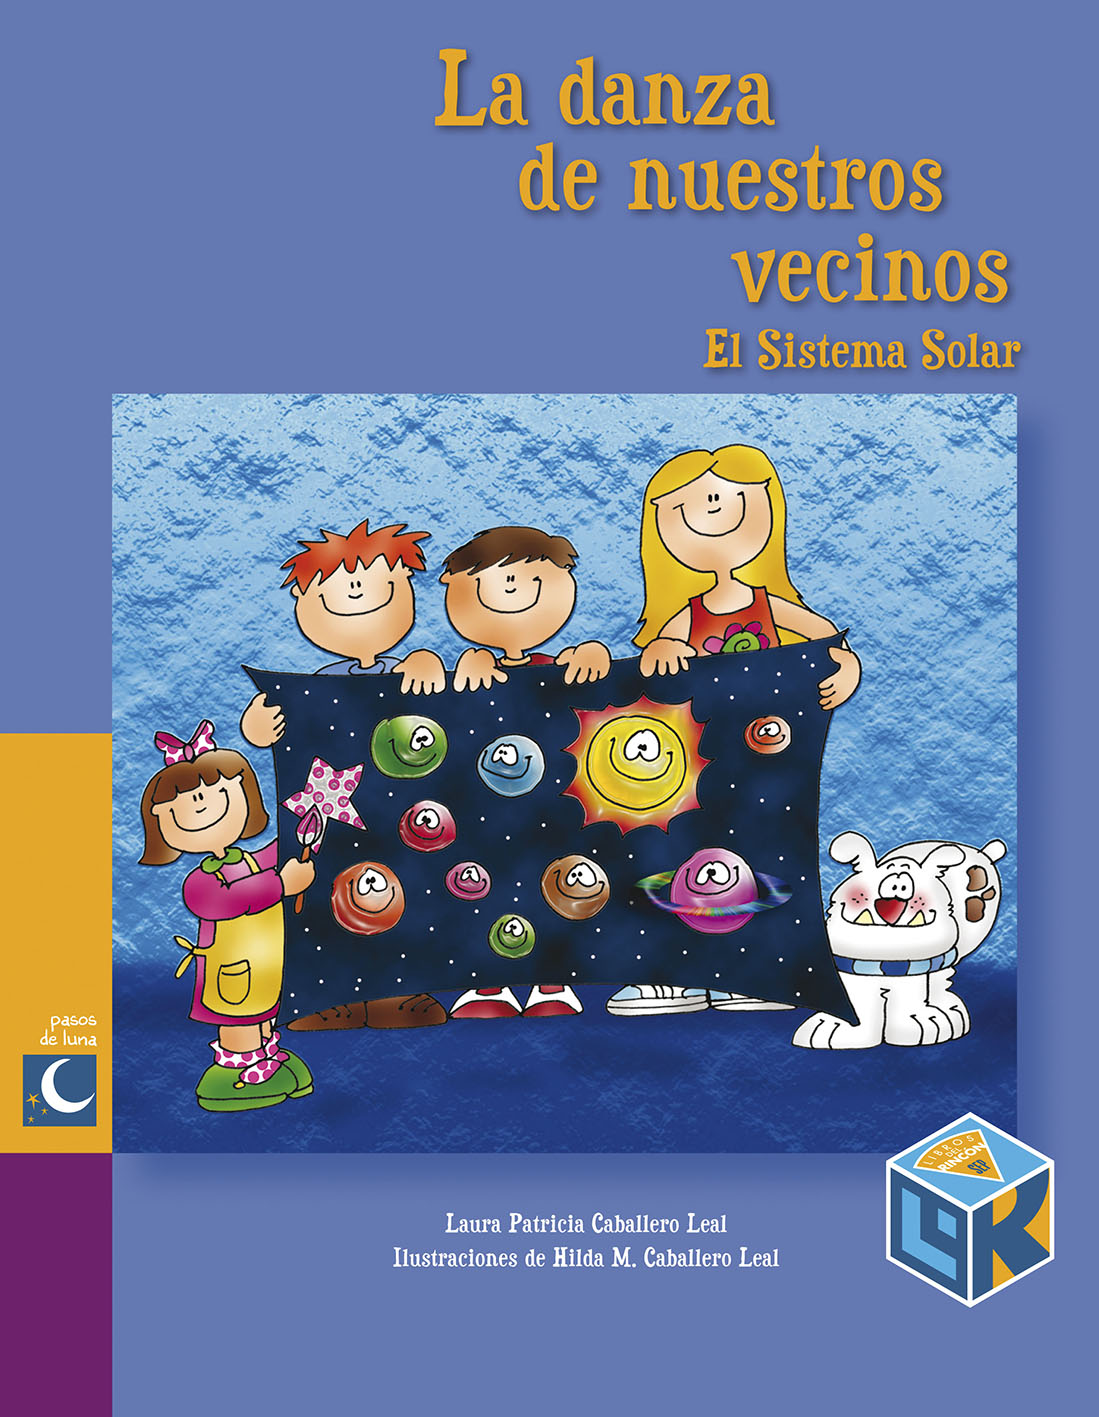 La danza
de nuestros
vecinos
El Sistema Solar
pasos
de luna
Laura Patricia Caballero Leal
Ilustraciones de Hilda M. Caballero Leal
LIBROS
DEL
RINCÓN
SEP
LR